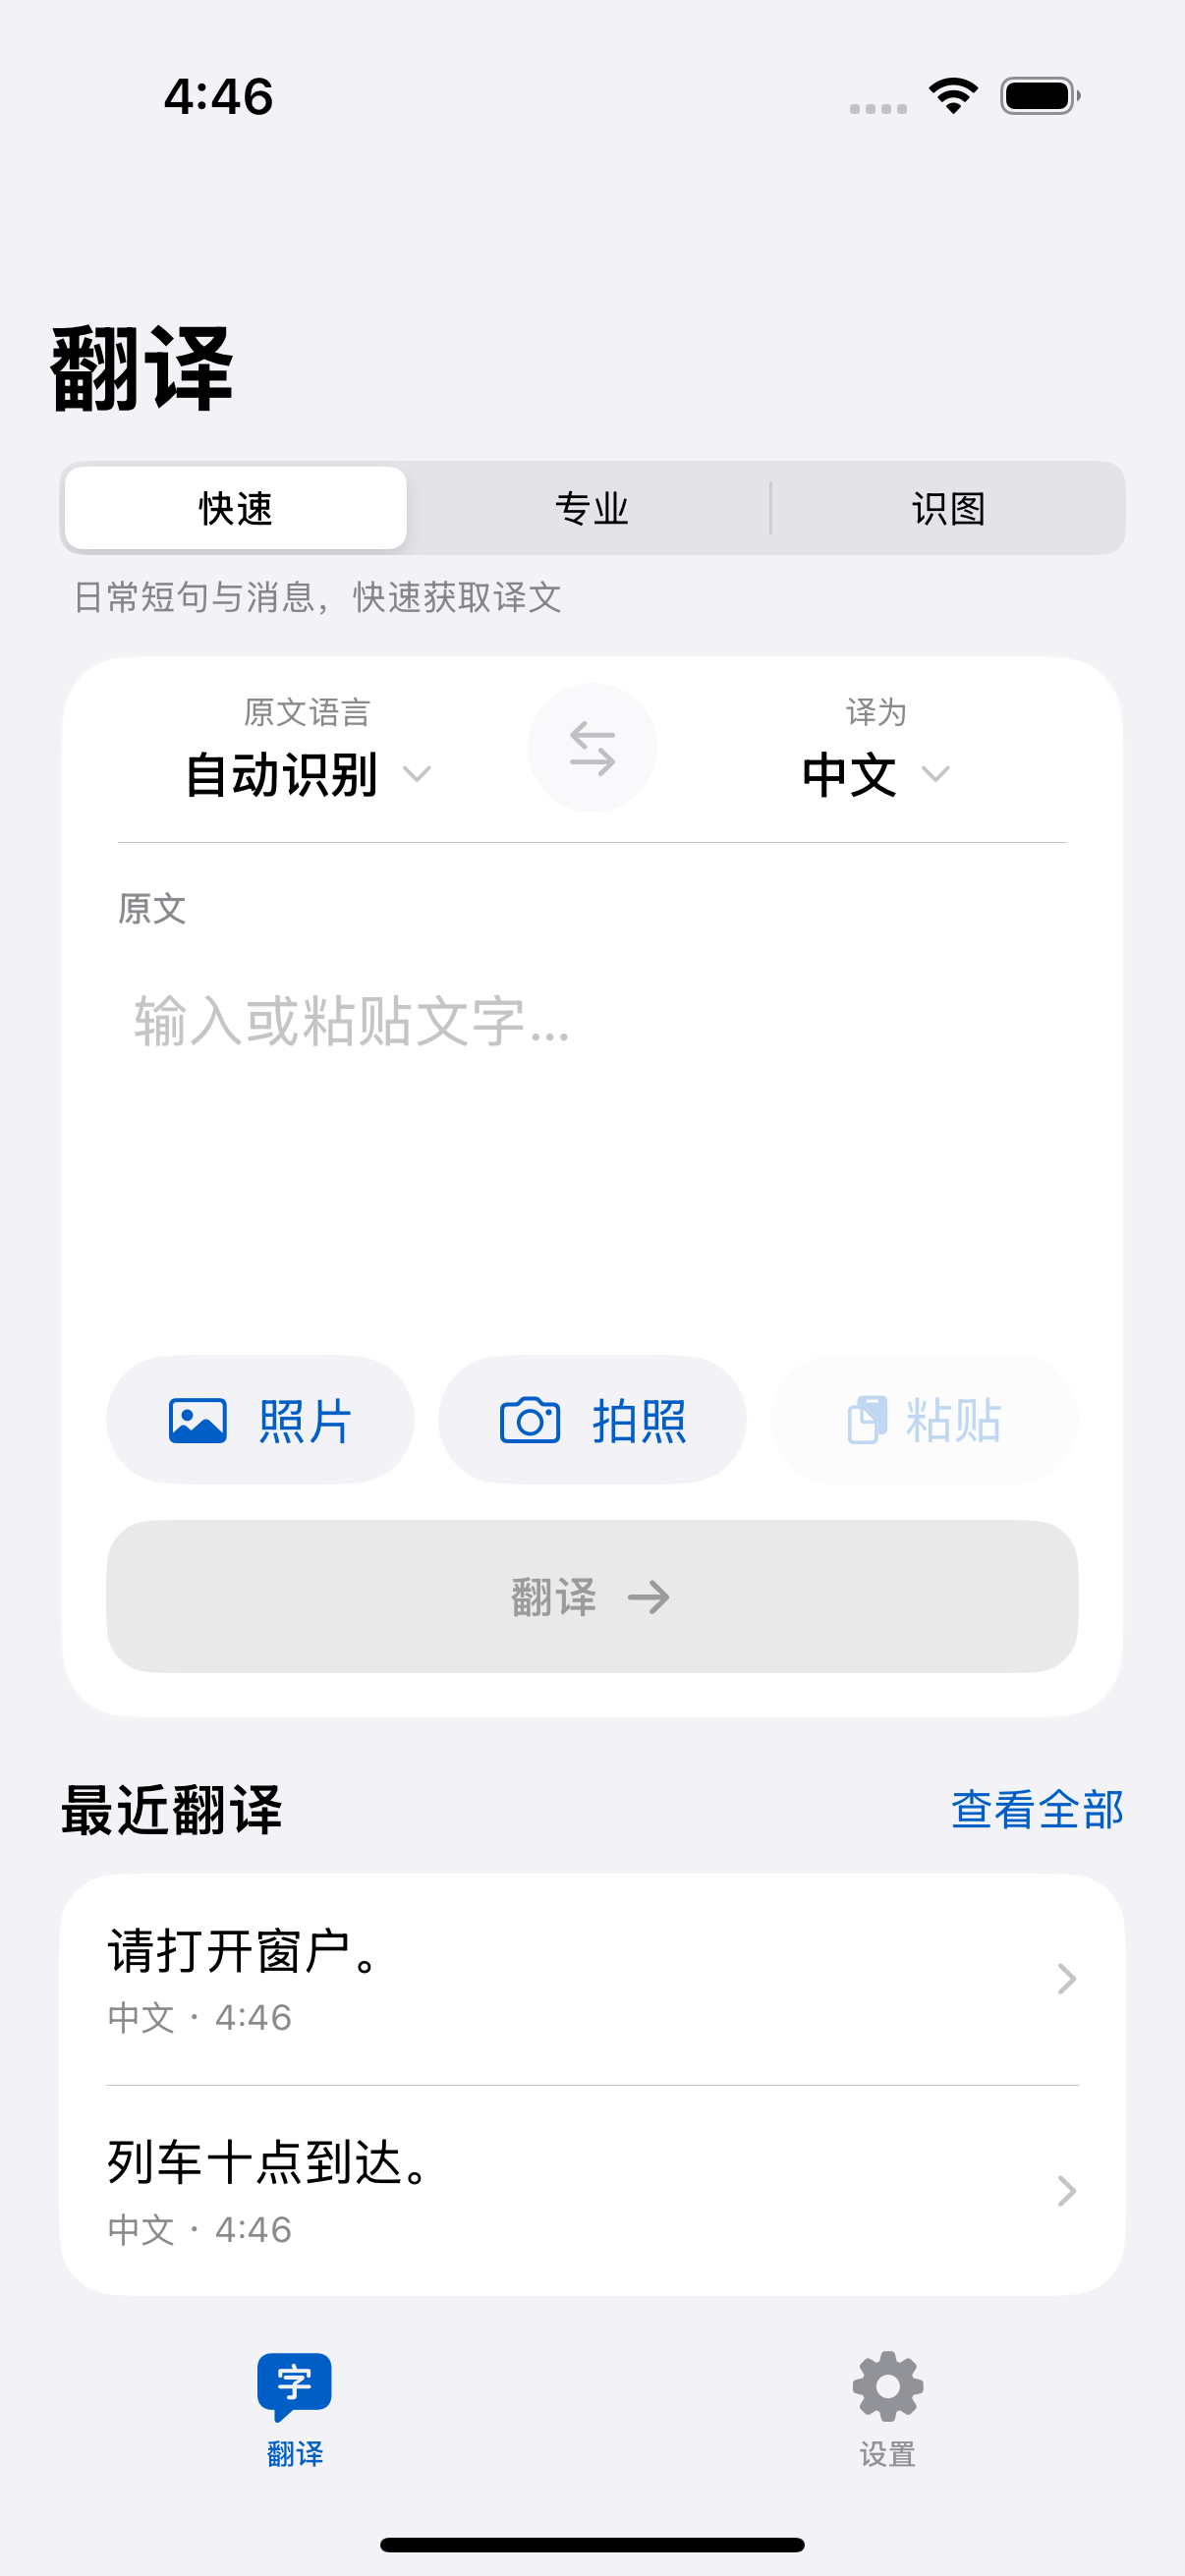 4:46
翻译
快速 专业 识图
日常短句与消息，快速获取译文
原文语言 译为
自动识别 中文
原文
输入或粘贴文字...
照片 拍照 粘贴
翻译
最近翻译 查看全部
请打开窗户。
中文 · 4:46
列车十点到达。
中文 · 4:46
字
翻译 设置